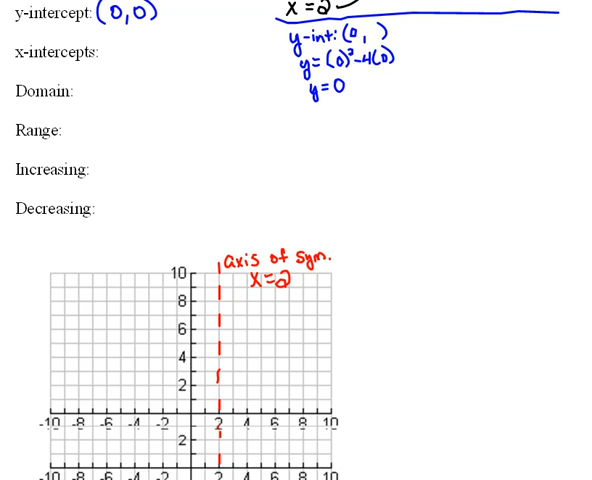 y-intercept: (0,0)
x = 2
y-int: (0, )
y = (0)² - 4(0)
y = 0
x-intercepts:
Domain:
Range:
Increasing:
Decreasing:
axis of sym.
x = 2
10
8
6
4
2
-10 -8 -6 -4 -2 2 4 6 8 10
2
-10 -8 -6 -4 -2 2 4 6 8 10